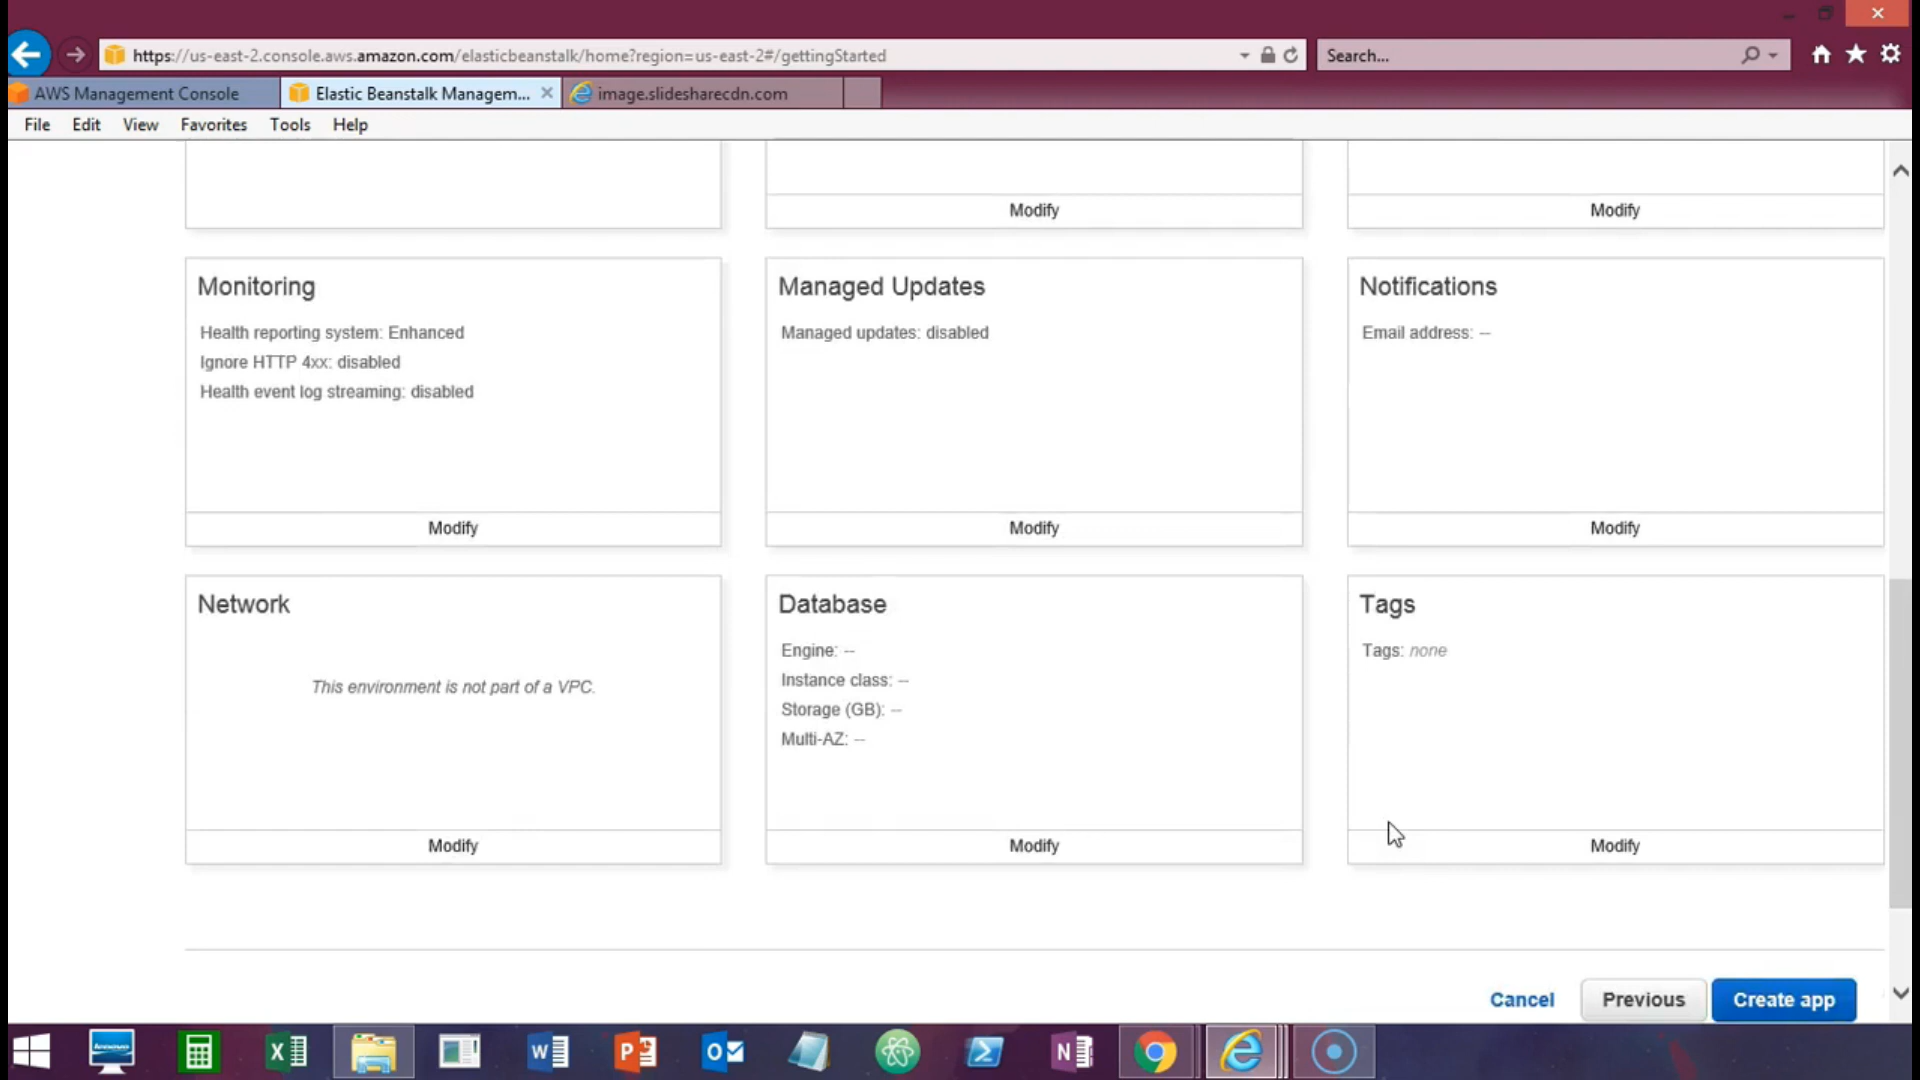 https://us-east-2.console.aws.amazon.com/elasticbeanstalk/home?region=us-east-2#/gettingStarted
Search...
AWS Management Console
Elastic Beanstalk Managem...
image.slidesharecdn.com
File Edit View Favorites Tools Help
Modify
Modify
Monitoring
Health reporting system: Enhanced
Ignore HTTP 4xx: disabled
Health event log streaming: disabled
Modify
Managed Updates
Managed updates: disabled
Modify
Notifications
Email address: --
Modify
Network
This environment is not part of a VPC.
Modify
Database
Engine: --
Instance class: --
Storage (GB): --
Multi-AZ: --
Modify
Tags
Tags: none
Modify
Cancel
Previous
Create app